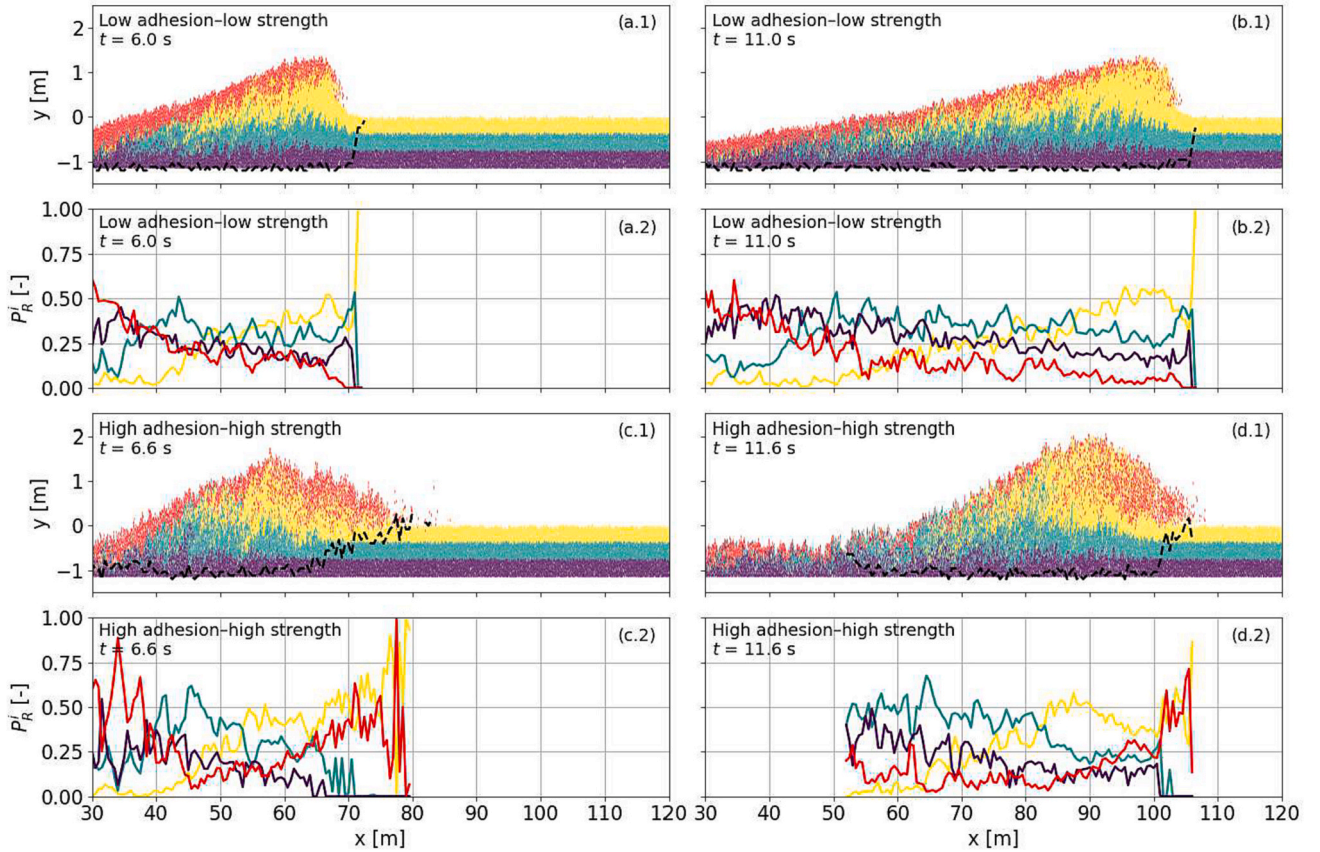 Low adhesion–low strength
t = 6.0 s
(a.1)
2
1
0
−1
y [m]
Low adhesion–low strength
t = 11.0 s
(b.1)
Low adhesion–low strength
t = 6.0 s
(a.2)
1.00
0.75
0.50
0.25
0.00
P_R^i [-]
Low adhesion–low strength
t = 11.0 s
(b.2)
High adhesion–high strength
t = 6.6 s
(c.1)
2
1
0
−1
y [m]
High adhesion–high strength
t = 11.6 s
(d.1)
High adhesion–high strength
t = 6.6 s
(c.2)
1.00
0.75
0.50
0.25
0.00
P_R^i [-]
30 40 50 60 70 80 90 100 110 120
x [m]
High adhesion–high strength
t = 11.6 s
(d.2)
30 40 50 60 70 80 90 100 110 120
x [m]